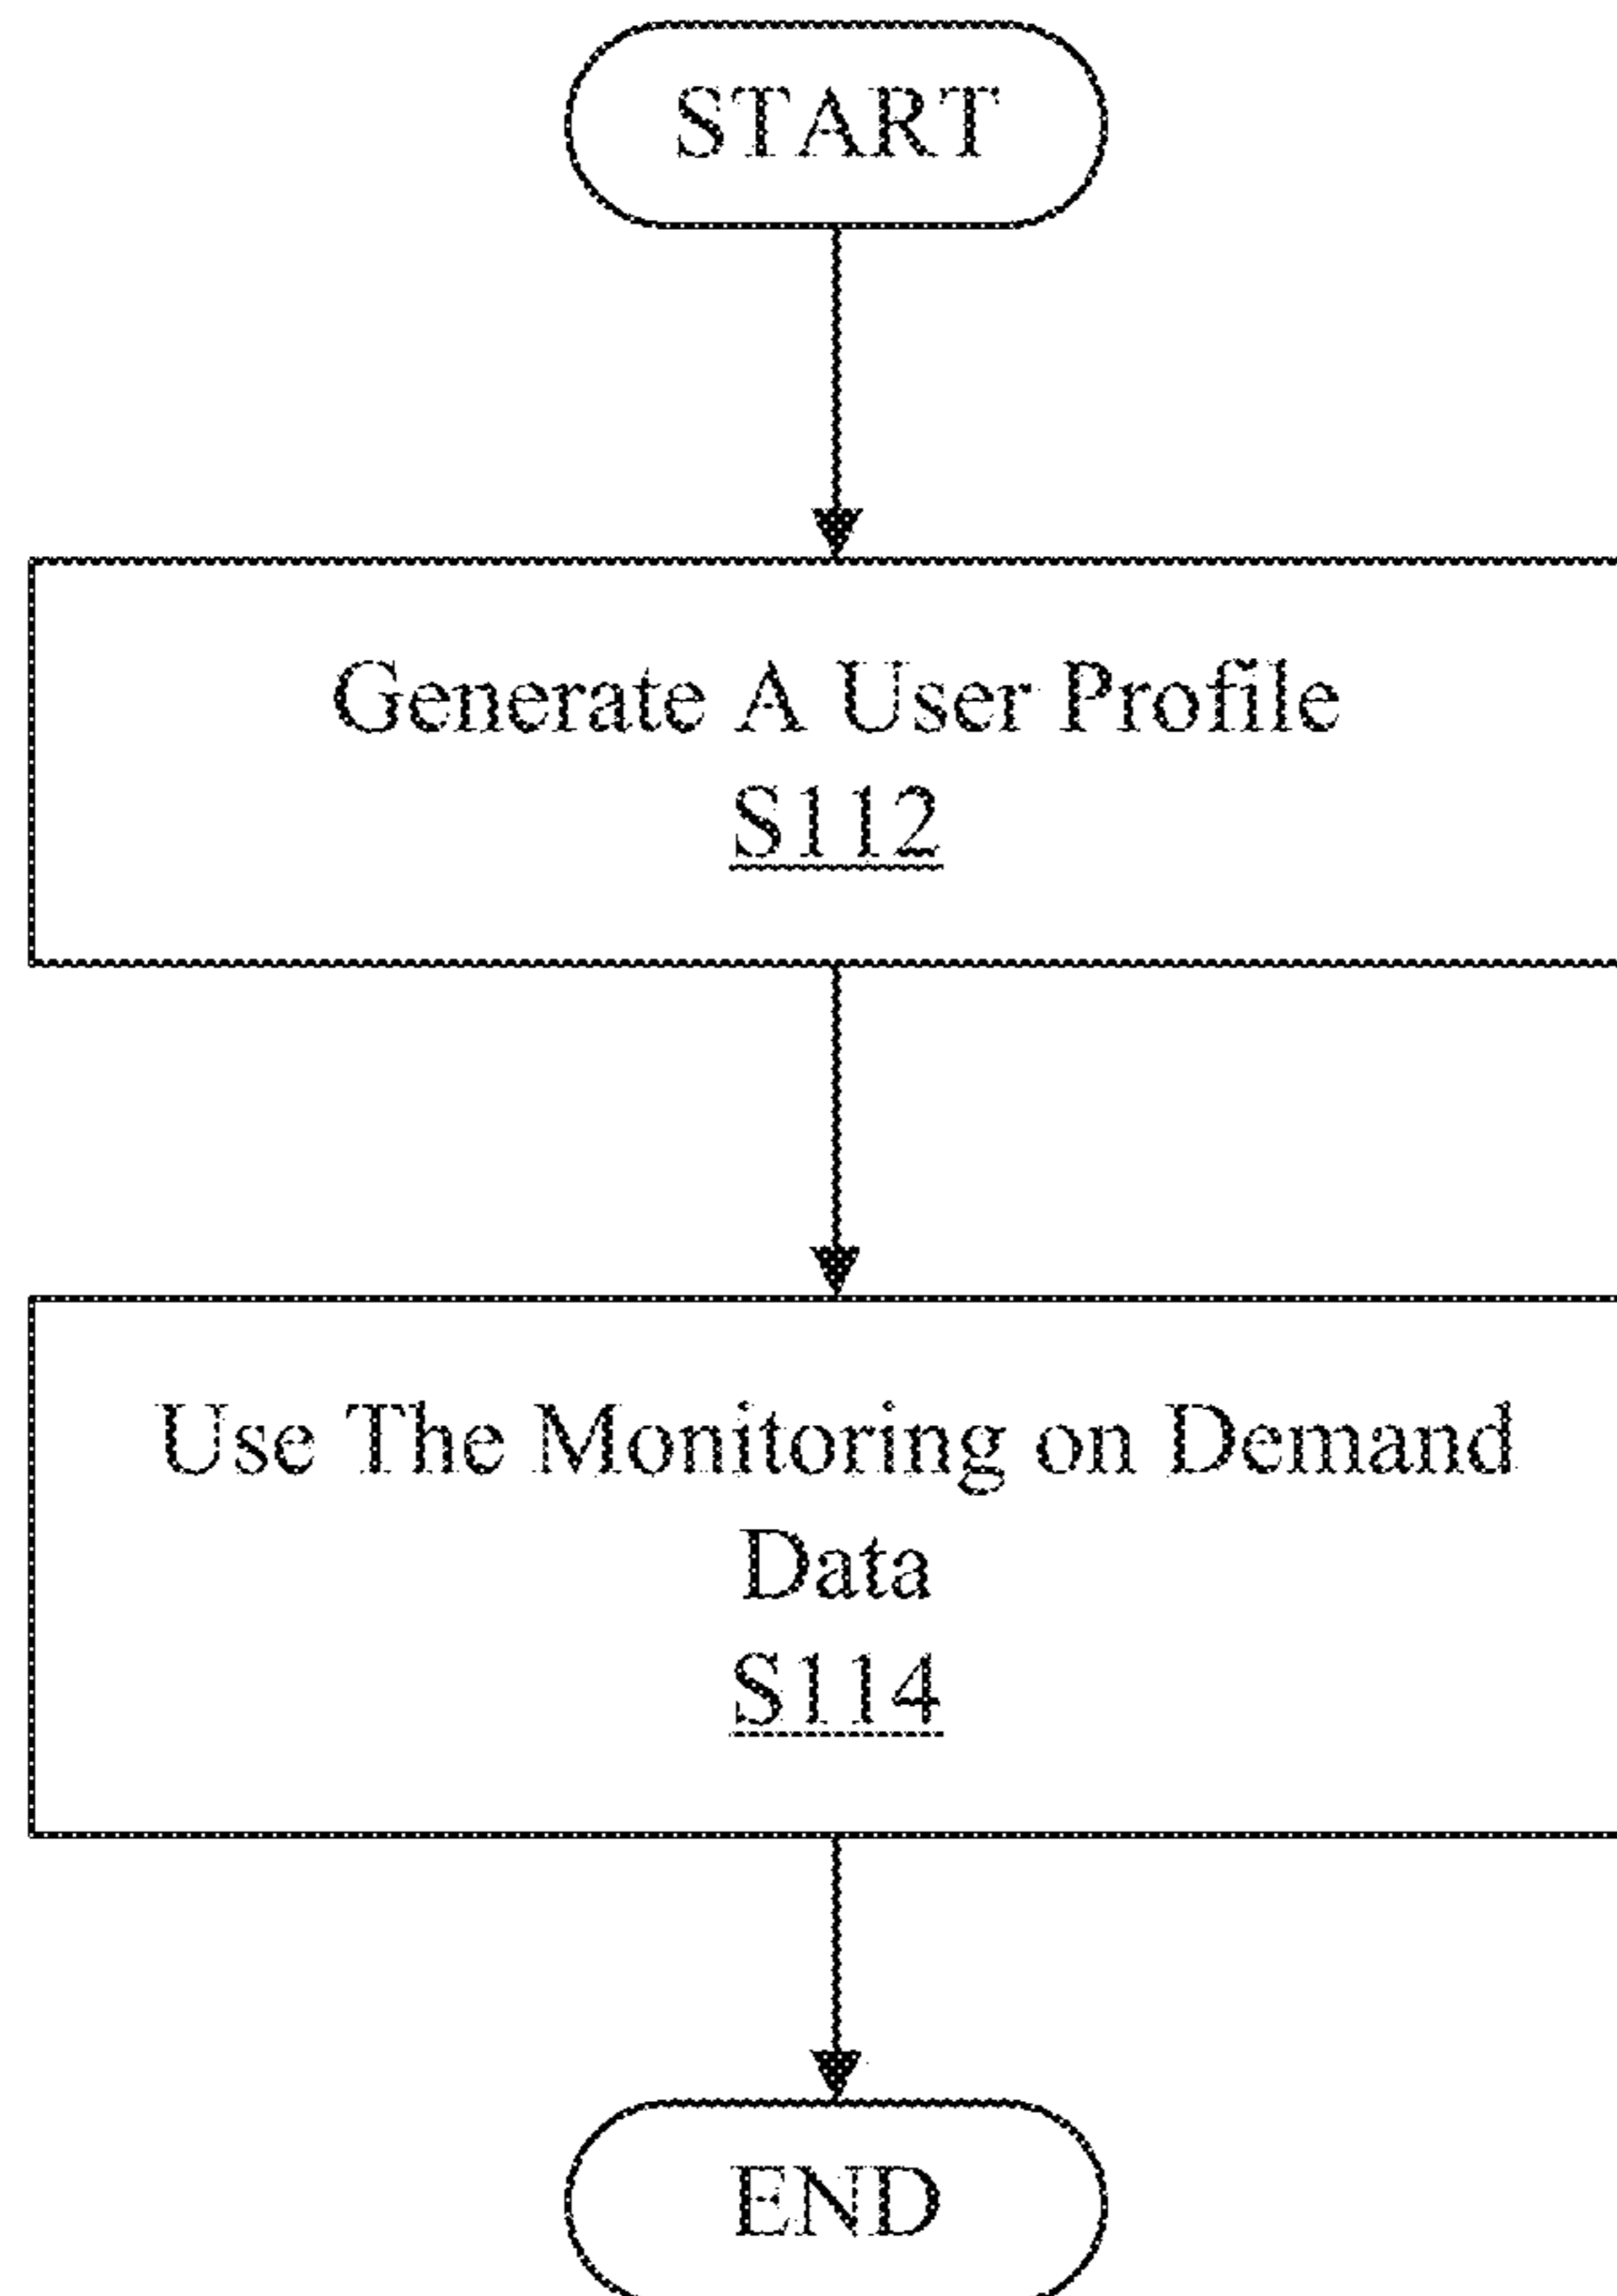 START
Generate A User Profile
S112
Use The Monitoring on Demand
Data
S114
END